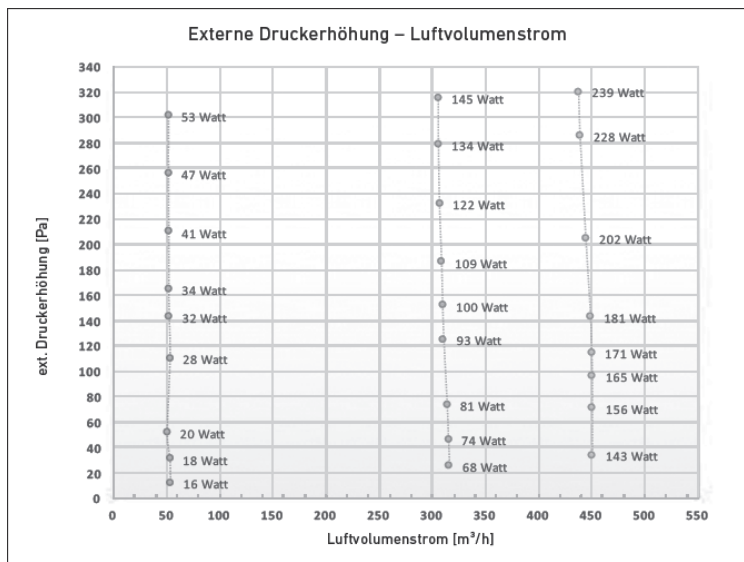 Externe Druckerhöhung – Luftvolumenstrom
ext. Druckerhöhung [Pa]
340
320
300
280
260
240
220
200
180
160
140
120
100
80
60
40
20
0
53 Watt
47 Watt
41 Watt
34 Watt
32 Watt
28 Watt
20 Watt
18 Watt
16 Watt
145 Watt
134 Watt
122 Watt
109 Watt
100 Watt
93 Watt
81 Watt
74 Watt
68 Watt
239 Watt
228 Watt
202 Watt
181 Watt
171 Watt
165 Watt
156 Watt
143 Watt
0 50 100 150 200 250 300 350 400 450 500 550
Luftvolumenstrom [m³/h]